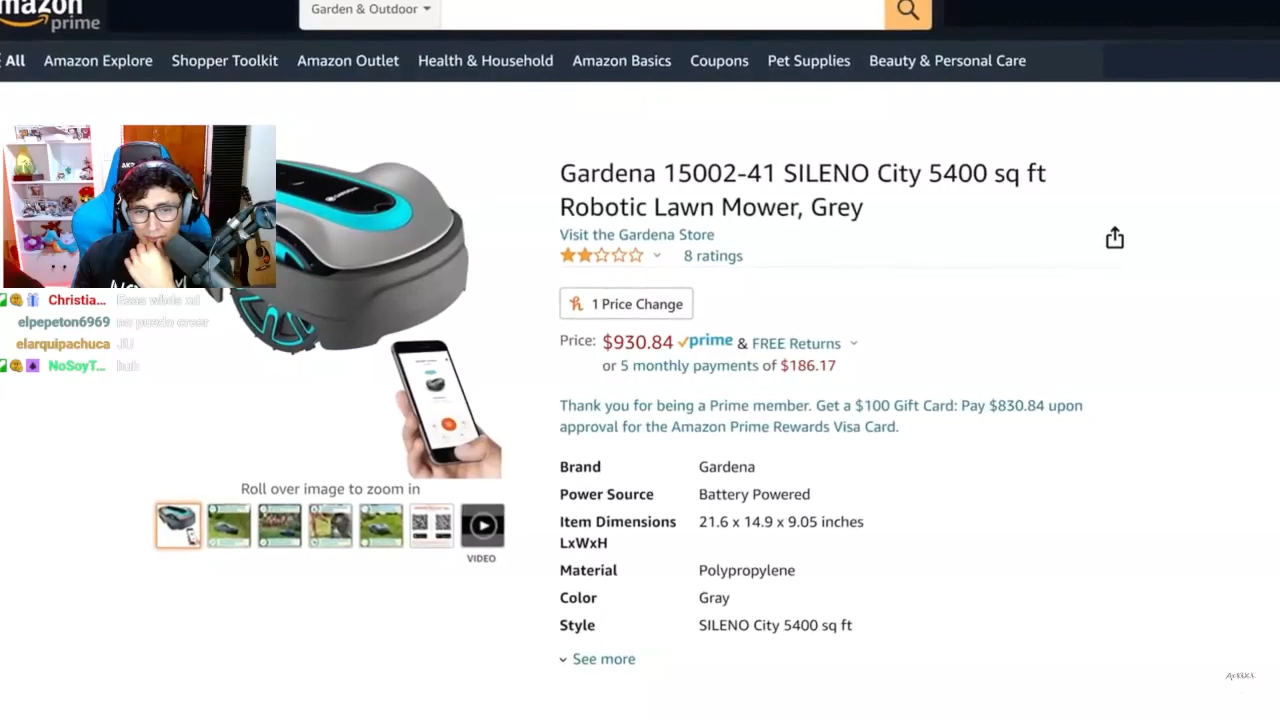 mazon
prime
Garden & Outdoor
All Amazon Explore Shopper Toolkit Amazon Outlet Health & Household Amazon Basics Coupons Pet Supplies Beauty & Personal Care
Gardena 15002-41 SILENO City 5400 sq ft
Robotic Lawn Mower, Grey
Visit the Gardena Store
8 ratings
1 Price Change
Price: $930.84 prime & FREE Returns
or 5 monthly payments of $186.17
Thank you for being a Prime member. Get a $100 Gift Card: Pay $830.84 upon
approval for the Amazon Prime Rewards Visa Card.
Brand Gardena
Power Source Battery Powered
Item Dimensions 21.6 x 14.9 x 9.05 inches
LxWxH
Material Polypropylene
Color Gray
Style SILENO City 5400 sq ft
See more
Christia...
elpepeton6969 no puedo creer
elarquipachuca
NoSoyT...
GARDENA
Roll over image to zoom in
VIDEO